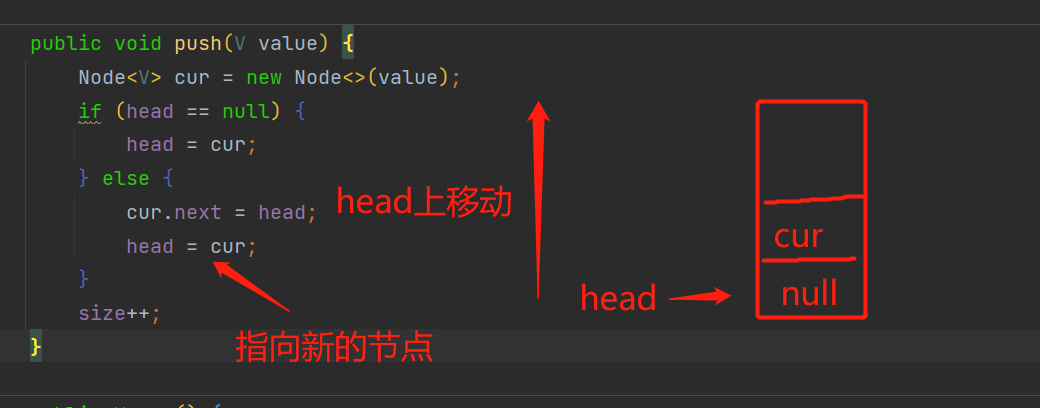 public void push(V value) {
Node<V> cur = new Node<>(value);
if (head == null) {
head = cur;
} else {
cur.next = head;
head = cur;
}
size++;
}
head上移动
指向新的节点
head
cur
null